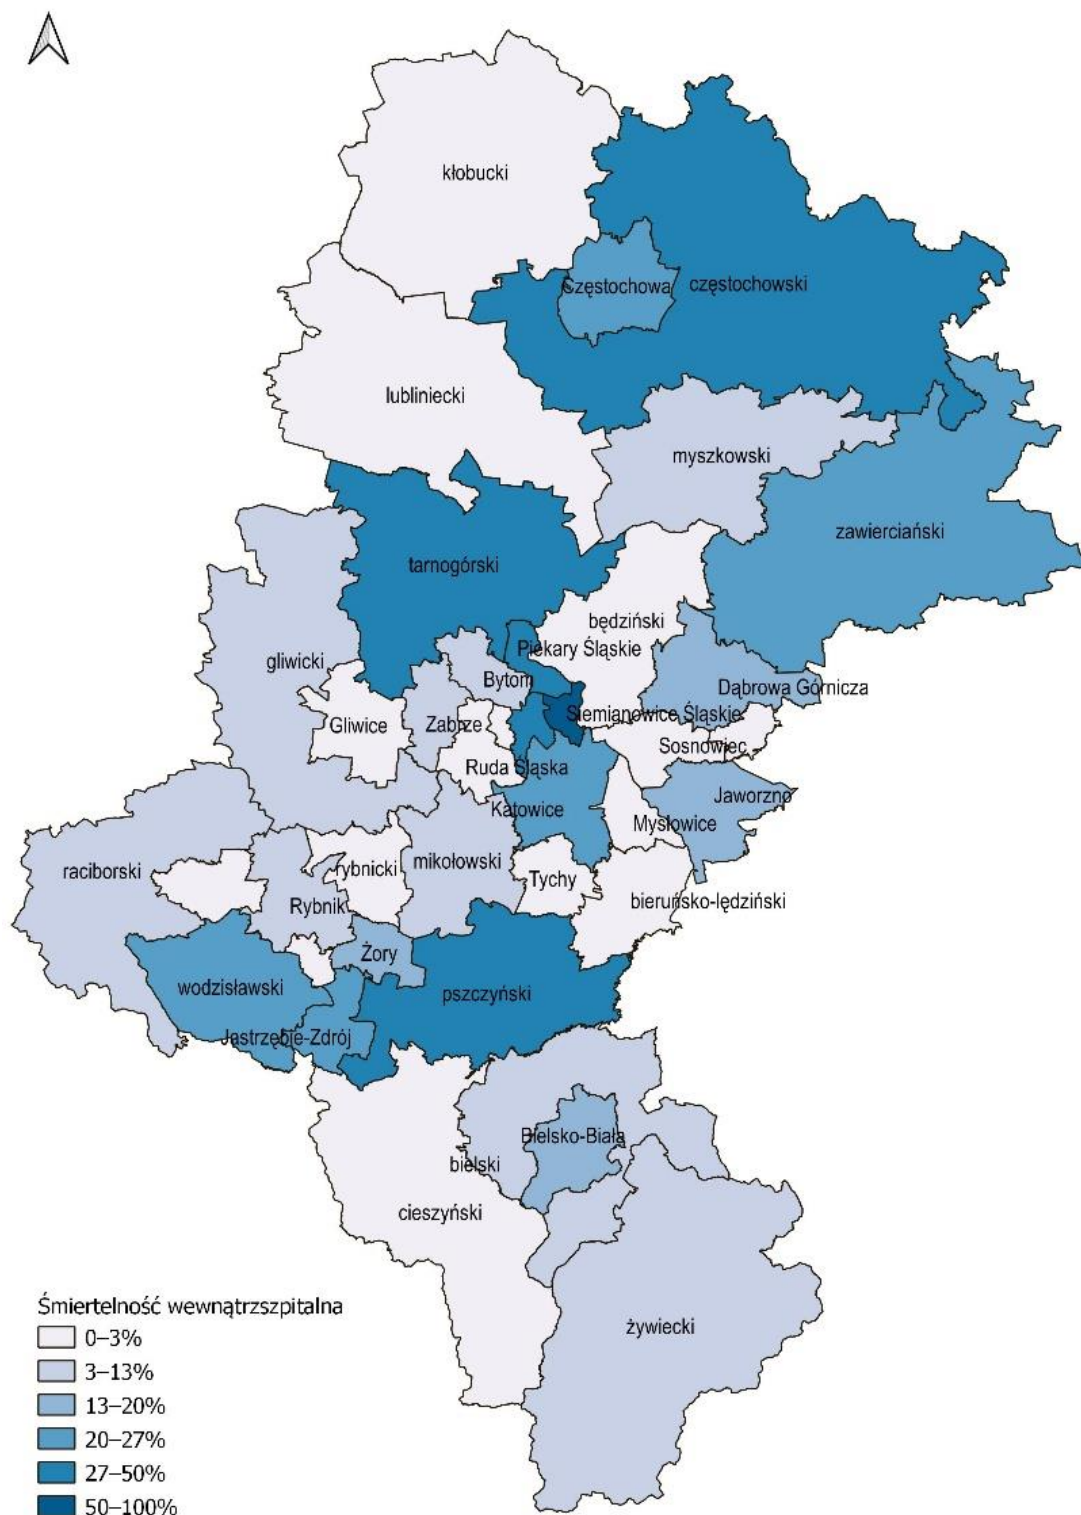 kłobucki
Częstochowa
częstochowski
lubliniecki
myszkowski
zawierciański
tarnogórski
będziński
Piekary Śląskie
gliwicki
Bytom
Dąbrowa Górnicza
Gliwice
Zabrze
Siemianowice Śląskie
Sosnowiec
Ruda Śląska
Katowice
Jaworzno
Mysłowice
raciborski
rybnicki
mikołowski
Tychy
bieruńsko-lędziński
Rybnik
Żory
wodzisławski
pszczyński
Jastrzębie-Zdrój
Bielsko-Biała
bielski
cieszyński
żywiecki
Śmiertelność wewnątrzszpitalna
0–3%
3–13%
13–20%
20–27%
27–50%
50–100%